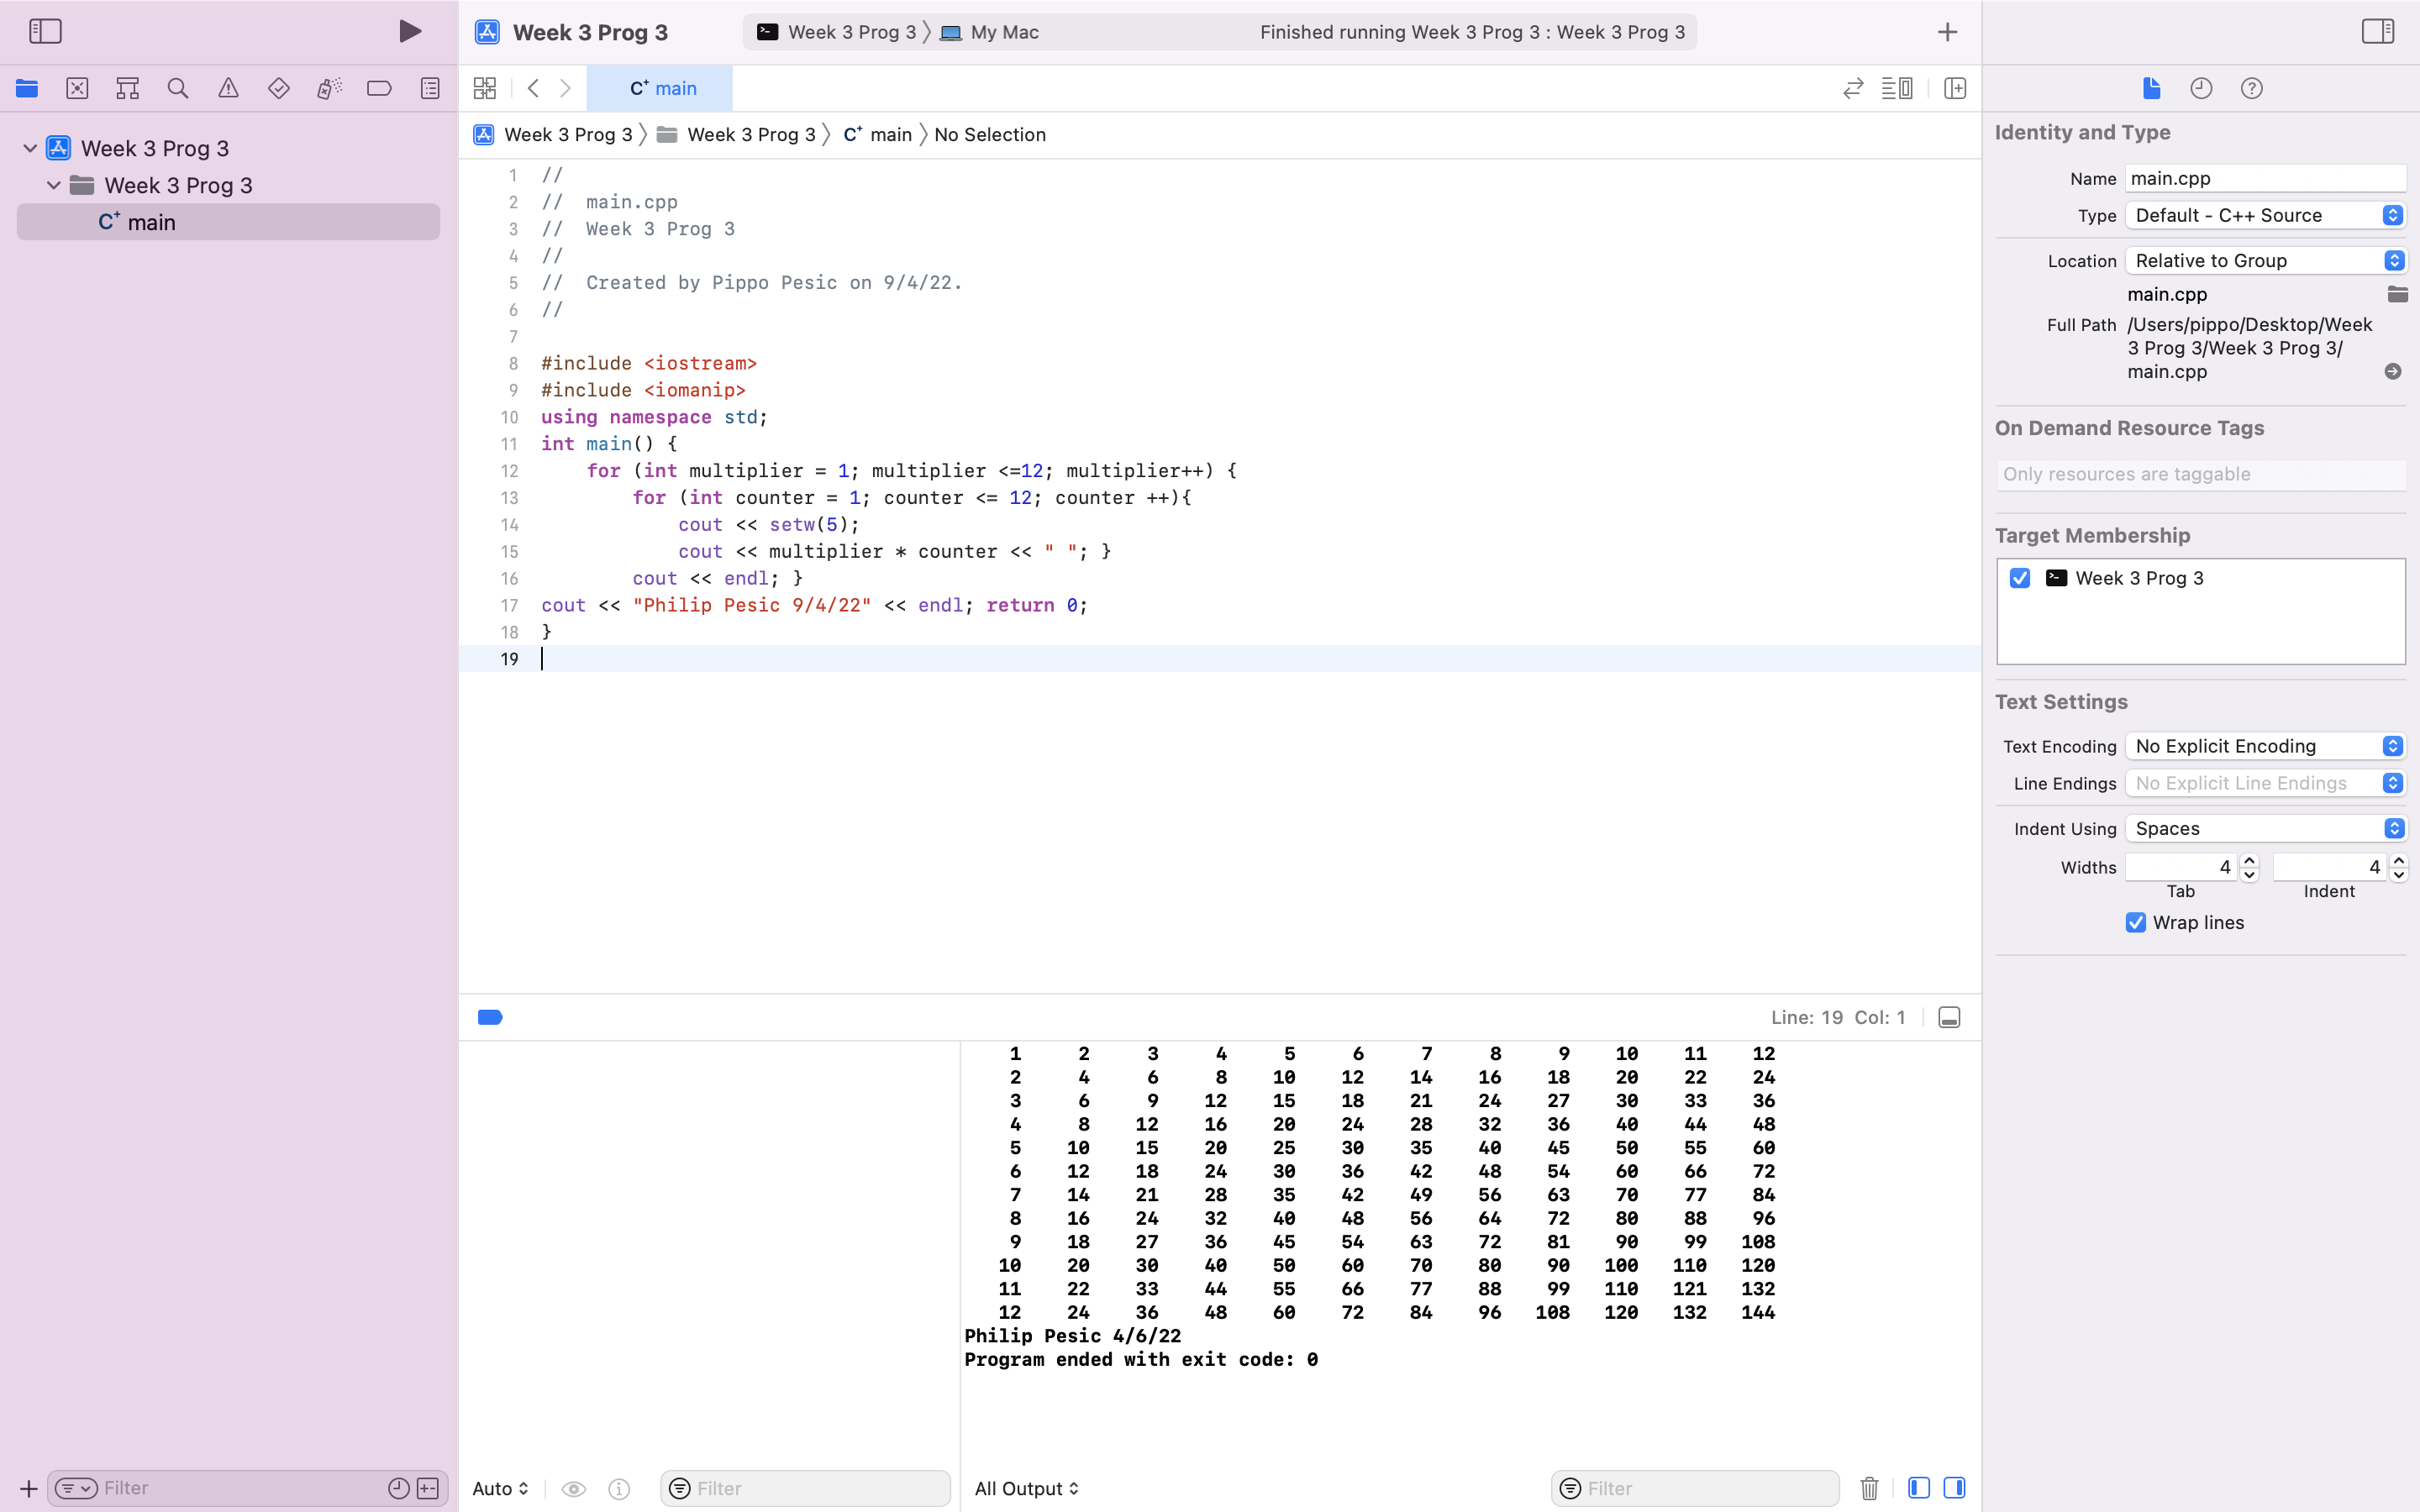 Week 3 Prog 3
Week 3 Prog 3 My Mac
Finished running Week 3 Prog 3 : Week 3 Prog 3
Week 3 Prog 3
Week 3 Prog 3
C+ main
C+ main
Week 3 Prog 3 Week 3 Prog 3 C+ main No Selection
1 //
2 //  main.cpp
3 //  Week 3 Prog 3
4 //
5 //  Created by Pippo Pesic on 9/4/22.
6 //
7
8 #include <iostream>
9 #include <iomanip>
10 using namespace std;
11 int main() {
12     for (int multiplier = 1; multiplier <=12; multiplier++) {
13         for (int counter = 1; counter <= 12; counter ++){
14             cout << setw(5);
15             cout << multiplier * counter << " "; }
16         cout << endl; }
17 cout << "Philip Pesic 9/4/22" << endl; return 0;
18 }
19
Line: 19 Col: 1
1 2 3 4 5 6 7 8 9 10 11 12
2 4 6 8 10 12 14 16 18 20 22 24
3 6 9 12 15 18 21 24 27 30 33 36
4 8 12 16 20 24 28 32 36 40 44 48
5 10 15 20 25 30 35 40 45 50 55 60
6 12 18 24 30 36 42 48 54 60 66 72
7 14 21 28 35 42 49 56 63 70 77 84
8 16 24 32 40 48 56 64 72 80 88 96
9 18 27 36 45 54 63 72 81 90 99 108
10 20 30 40 50 60 70 80 90 100 110 120
11 22 33 44 55 66 77 88 99 110 121 132
12 24 36 48 60 72 84 96 108 120 132 144
Philip Pesic 4/6/22
Program ended with exit code: 0
Filter
Auto
Filter
All Output
Filter
Identity and Type
Name main.cpp
Type Default - C++ Source
Location Relative to Group
main.cpp
Full Path /Users/pippo/Desktop/Week
3 Prog 3/Week 3 Prog 3/
main.cpp
On Demand Resource Tags
Only resources are taggable
Target Membership
Week 3 Prog 3
Text Settings
Text Encoding No Explicit Encoding
Line Endings No Explicit Line Endings
Indent Using Spaces
Widths 4 4
Tab Indent
Wrap lines